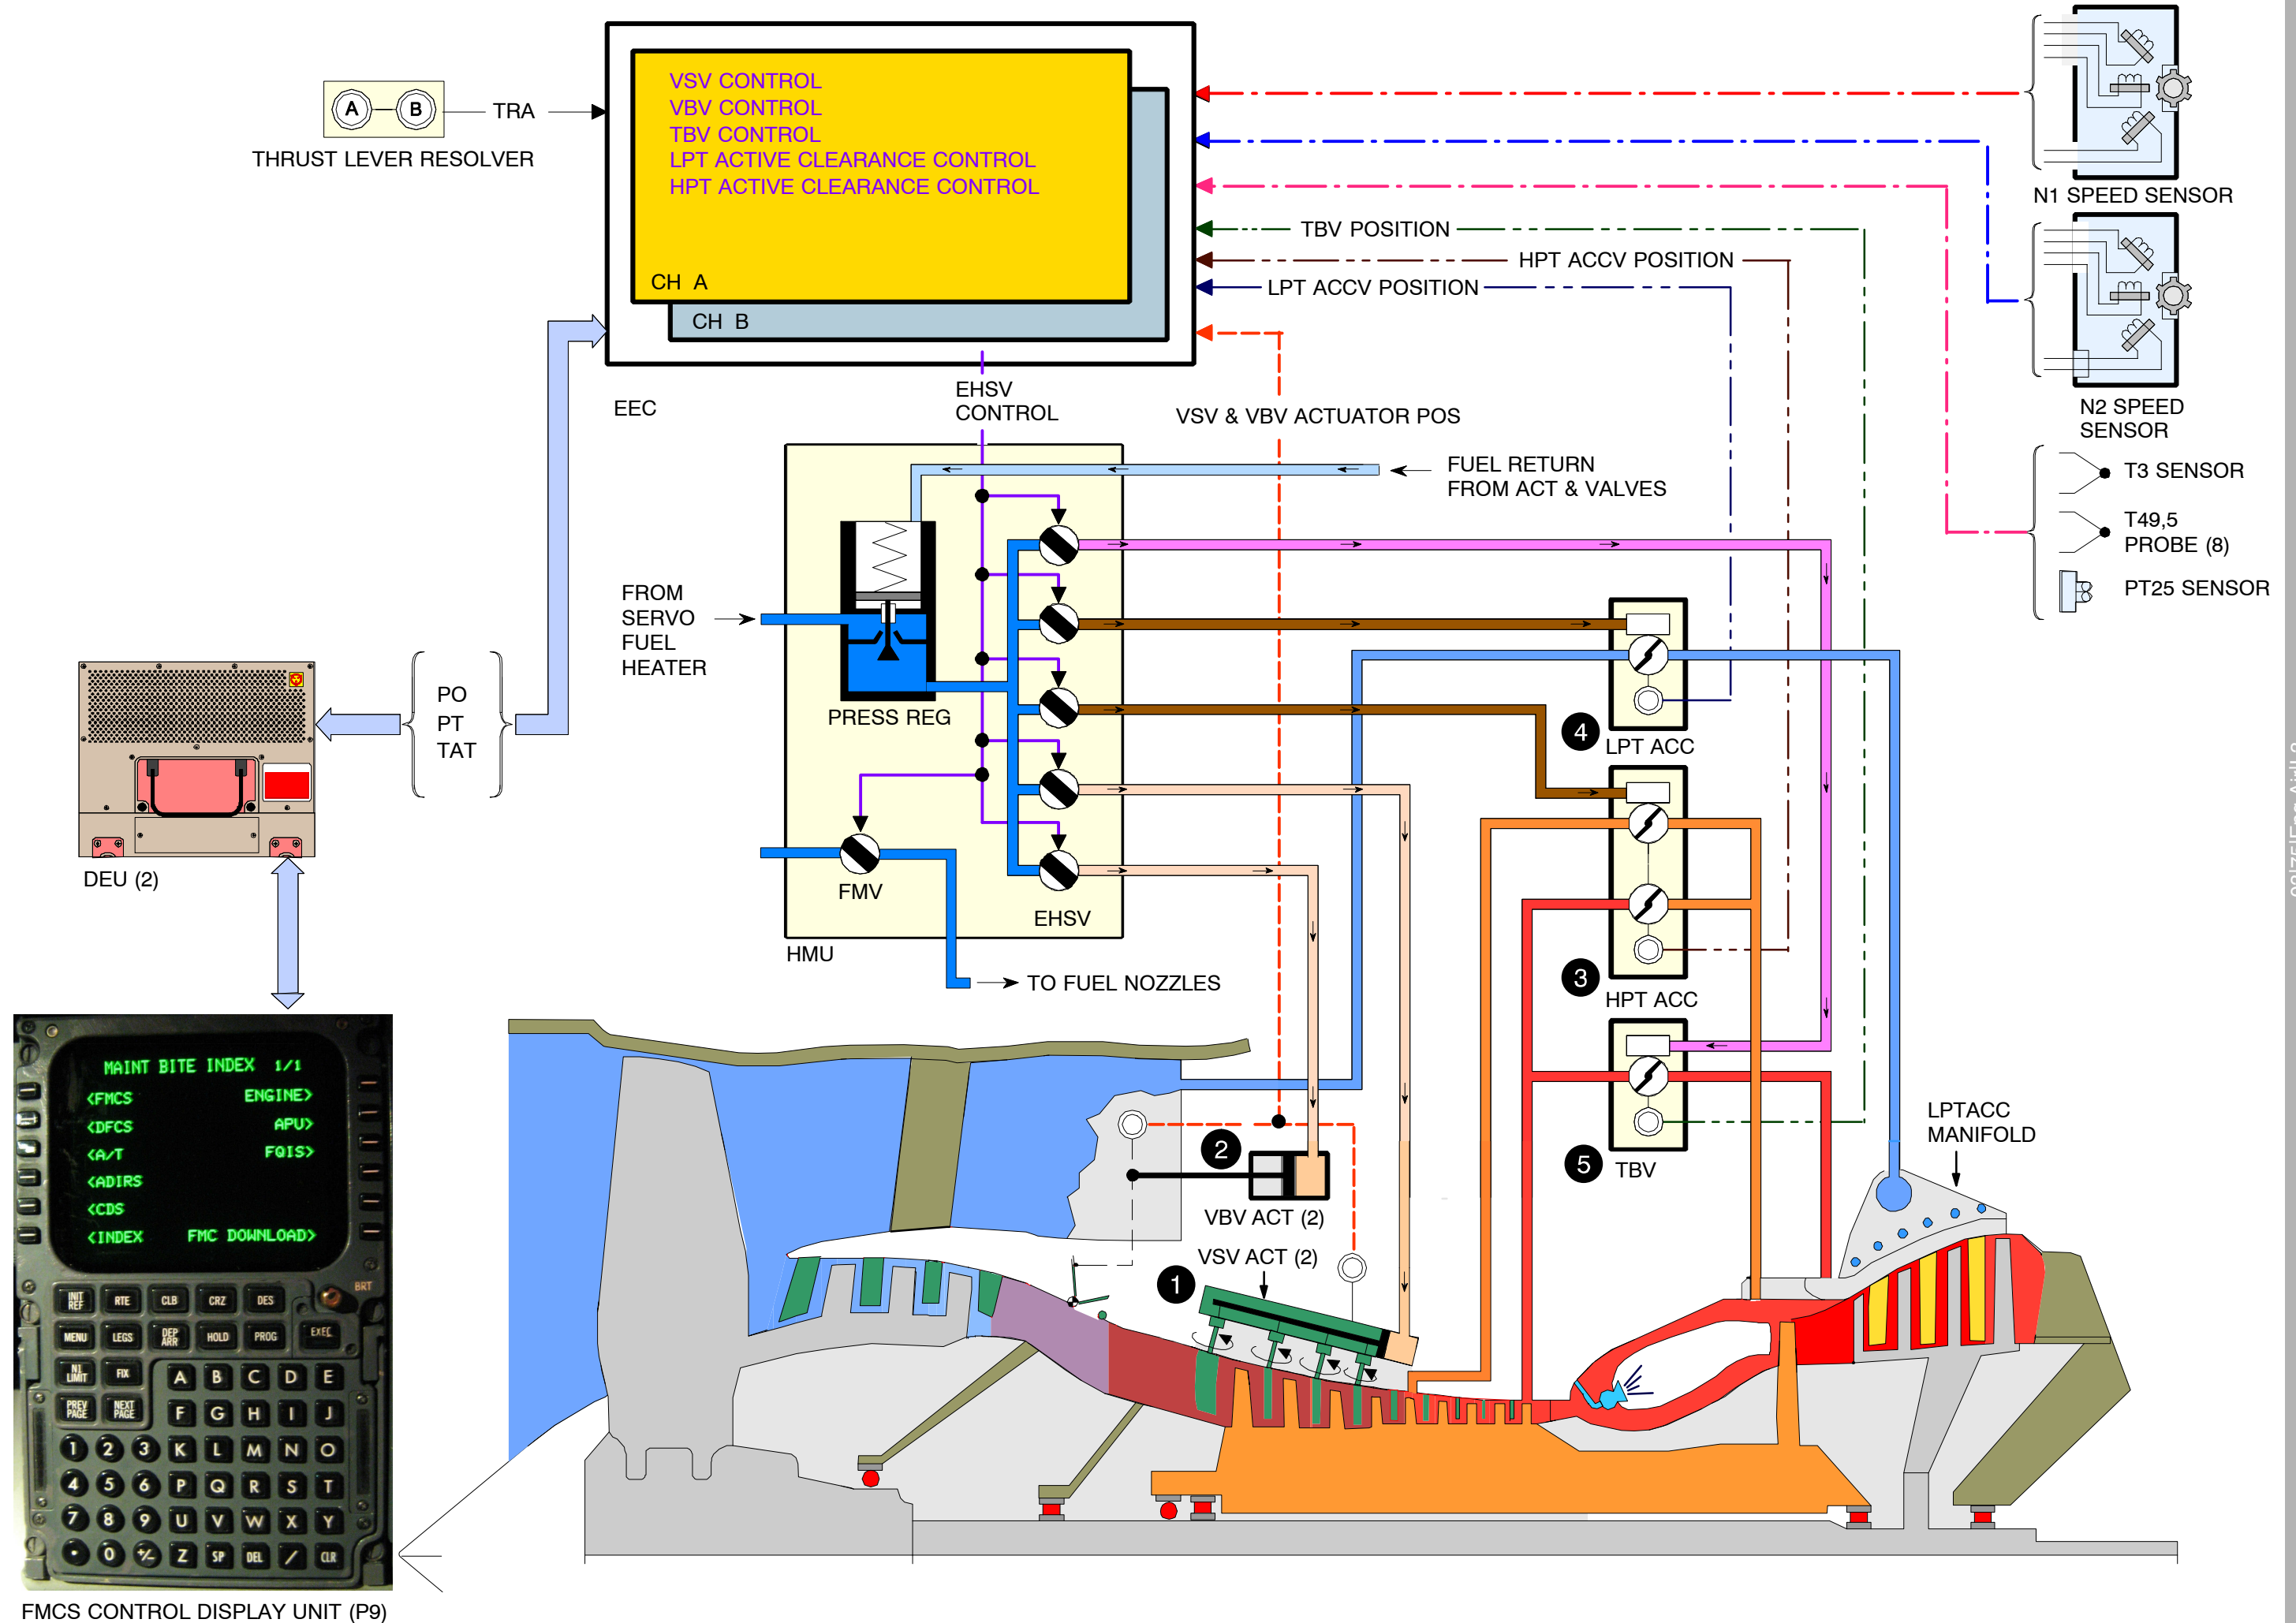 VSV CONTROL
VBV CONTROL
TBV CONTROL
LPT ACTIVE CLEARANCE CONTROL
HPT ACTIVE CLEARANCE CONTROL
CH A
CH B
EEC
A
B
TRA
THRUST LEVER RESOLVER
N1 SPEED SENSOR
N2 SPEED
SENSOR
T3 SENSOR
T49,5
PROBE (8)
PT25 SENSOR
TBV POSITION
HPT ACCV POSITION
LPT ACCV POSITION
EHSV
CONTROL
VSV & VBV ACTUATOR POS
FUEL RETURN
FROM ACT & VALVES
FROM
SERVO
FUEL
HEATER
PRESS REG
FMV
EHSV
HMU
TO FUEL NOZZLES
PO
PT
TAT
DEU (2)
4
LPT ACC
3
HPT ACC
5
TBV
LPTACC
MANIFOLD
2
VBV ACT (2)
VSV ACT (2)
1
MAINT BITE INDEX 1/1
<FMCS ENGINE>
<DFCS APU>
<A/T FQIS>
<ADIRS
<CDS
<INDEX FMC DOWNLOAD>
BRT
INIT
REF
RTE
CLB
CRZ
DES
MENU
LEGS
DEP
ARR
HOLD
PROG
EXEC
N1
LIMIT
FIX
PREV
PAGE
NEXT
PAGE
A B C D E
F G H I J
1 2 3 K L M N O
4 5 6 P Q R S T
7 8 9 U V W X Y
. 0 +/- Z SP DEL / CLR
FMCS CONTROL DISPLAY UNIT (P9)